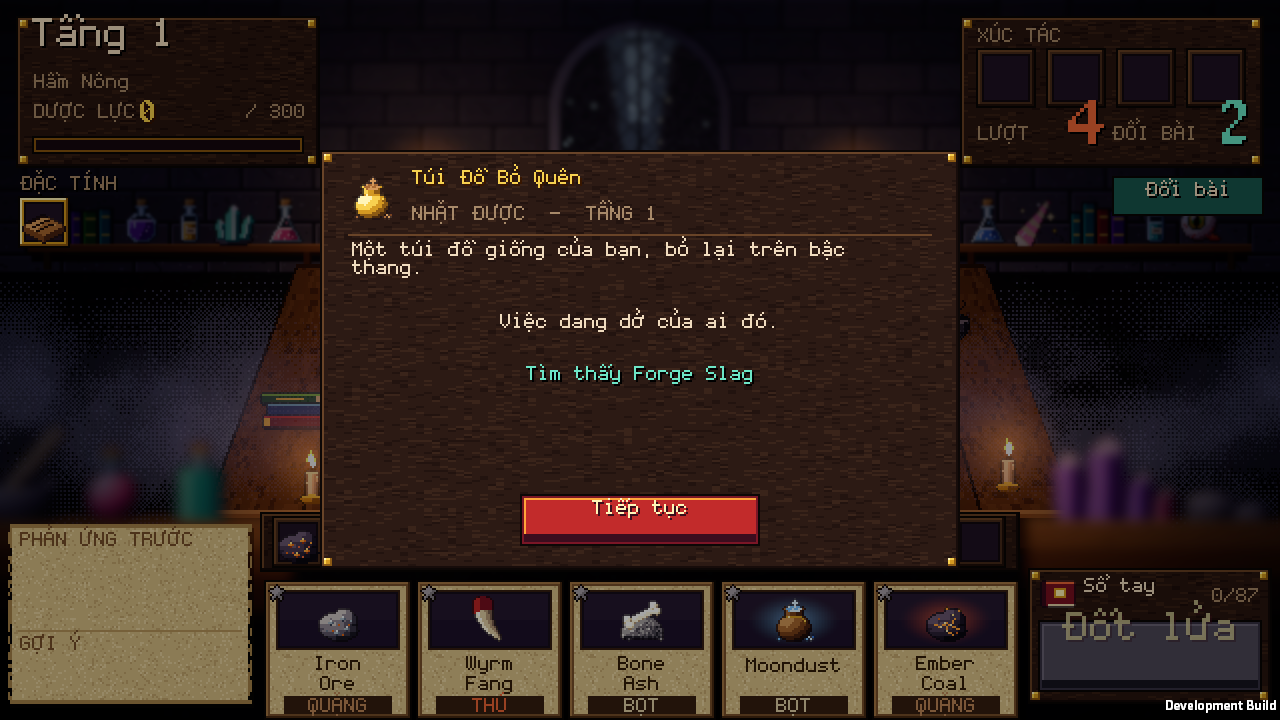 Tầng 1
Hầm Nông
DƯỢC LỰC 0 / 300
ĐẶC TÍNH
XÚC TÁC
LƯỢT 4 ĐỔI BÀI 2
Đổi bài
Túi Đồ Bỏ Quên
NHẶT ĐƯỢC - TẦNG 1
Một túi đồ giống của bạn, bỏ lại trên bậc
thang.
Việc dang dở của ai đó.
Tìm thấy Forge Slag
Tiếp tục
PHẢN ỨNG TRƯỚC
GỢI Ý
Iron
Ore
QUẶNG
Wyrm
Fang
THÚ
Bone
Ash
BỘT
Moondust
BỘT
Ember
Coal
QUẶNG
Sổ tay
0/87
Đốt lửa
Development Build